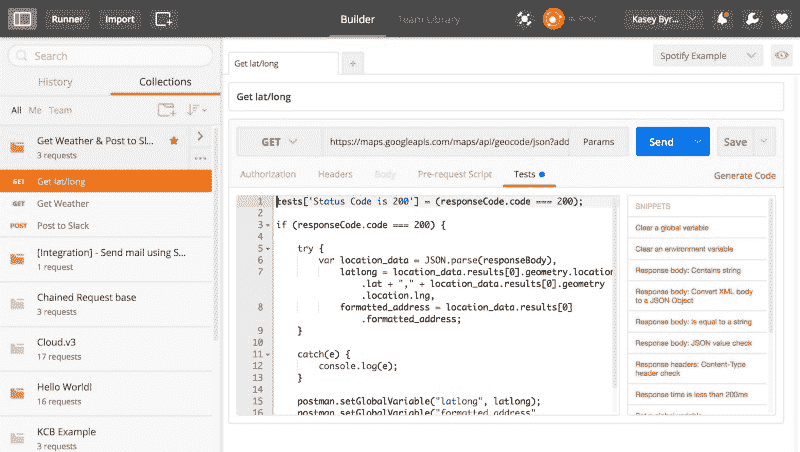 Runner
Import
Builder
Team Library
Kasey Byr...
Search
History
Collections
All Me Team
Get Weather & Post to Sl...
3 requests
GET Get lat/long
GET Get Weather
POST Post to Slack
[Integration] - Send mail using S...
1 request
Chained Request base
3 requests
Cloud.v3
17 requests
Hello World!
16 requests
KCB Example
3 requests
Get lat/long
Spotify Example
Get lat/long
GET
https://maps.googleapis.com/maps/api/geocode/json?add
Params
Send
Save
Authorization
Headers
Body
Pre-request Script
Tests
Generate Code
1 tests['Status Code is 200'] = (responseCode.code === 200);
2
3 if (responseCode.code === 200) {
4
5 try {
6 var location_data = JSON.parse(responseBody),
7 latlong = location_data.results[0].geometry.location
.lat + "," + location_data.results[0].geometry
.location.lng,
8 formatted_address = location_data.results[0]
.formatted_address;
9 }
10
11 catch(e) {
12 console.log(e);
13 }
14
15 postman.setGlobalVariable("latlong", latlong);
16 postman.setGlobalVariable("formatted_address"
SNIPPETS
Clear a global variable
Clear an environment variable
Response body: Contains string
Response body: Convert XML body
to a JSON Object
Response body: Is equal to a string
Response body: JSON value check
Response headers: Content-Type
header check
Response time is less than 200ms
Set a global variable